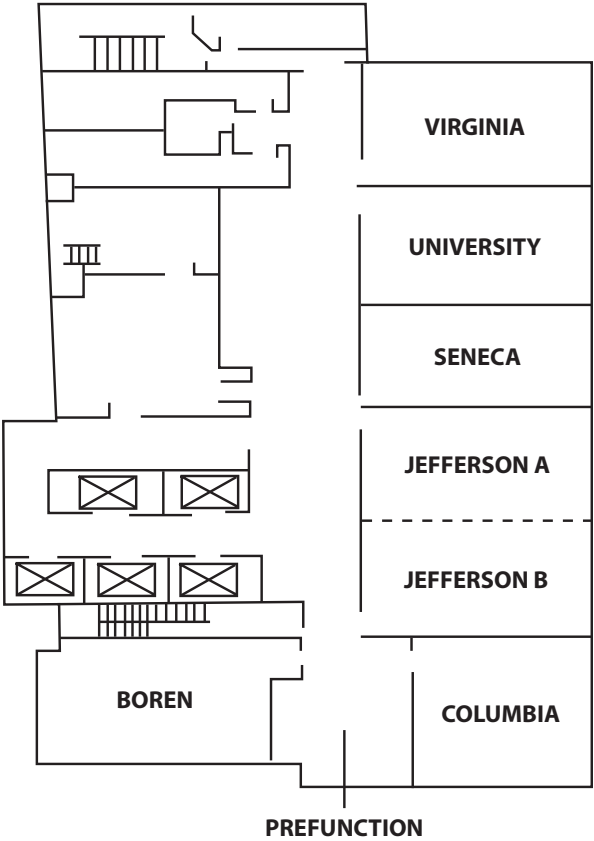 VIRGINIA
UNIVERSITY
SENECA
JEFFERSON A
JEFFERSON B
BOREN
COLUMBIA
PREFUNCTION